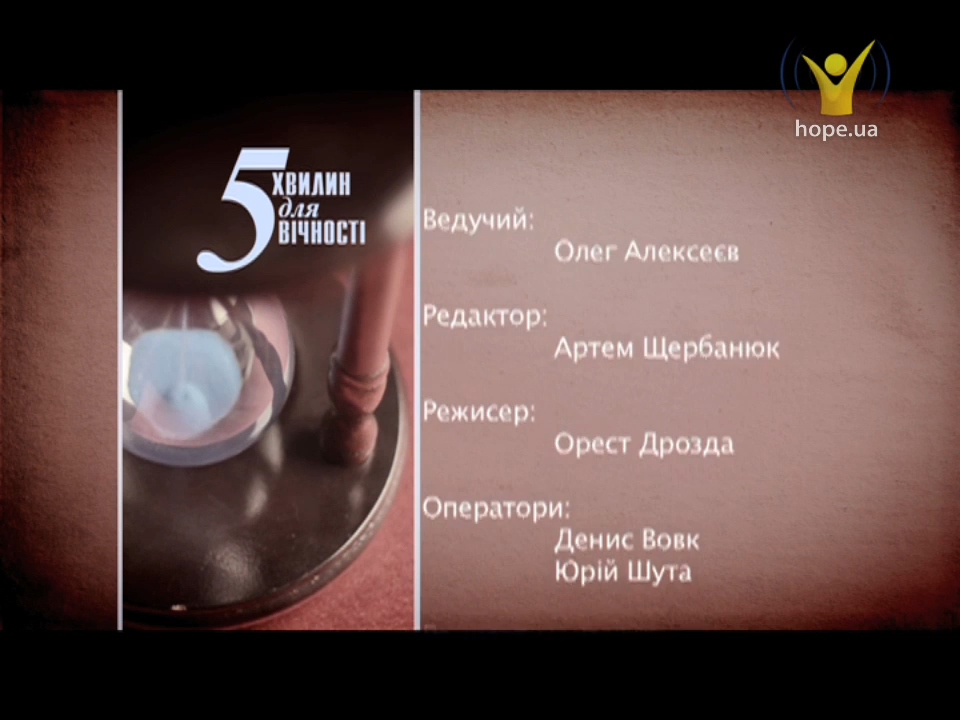 hope.ua
5 ХВИЛИН
для
ВІЧНОСТІ
Ведучий:
Олег Алексеєв
Редактор:
Артем Щербанюк
Режисер:
Орест Дрозда
Оператори:
Денис Вовк
Юрій Шута